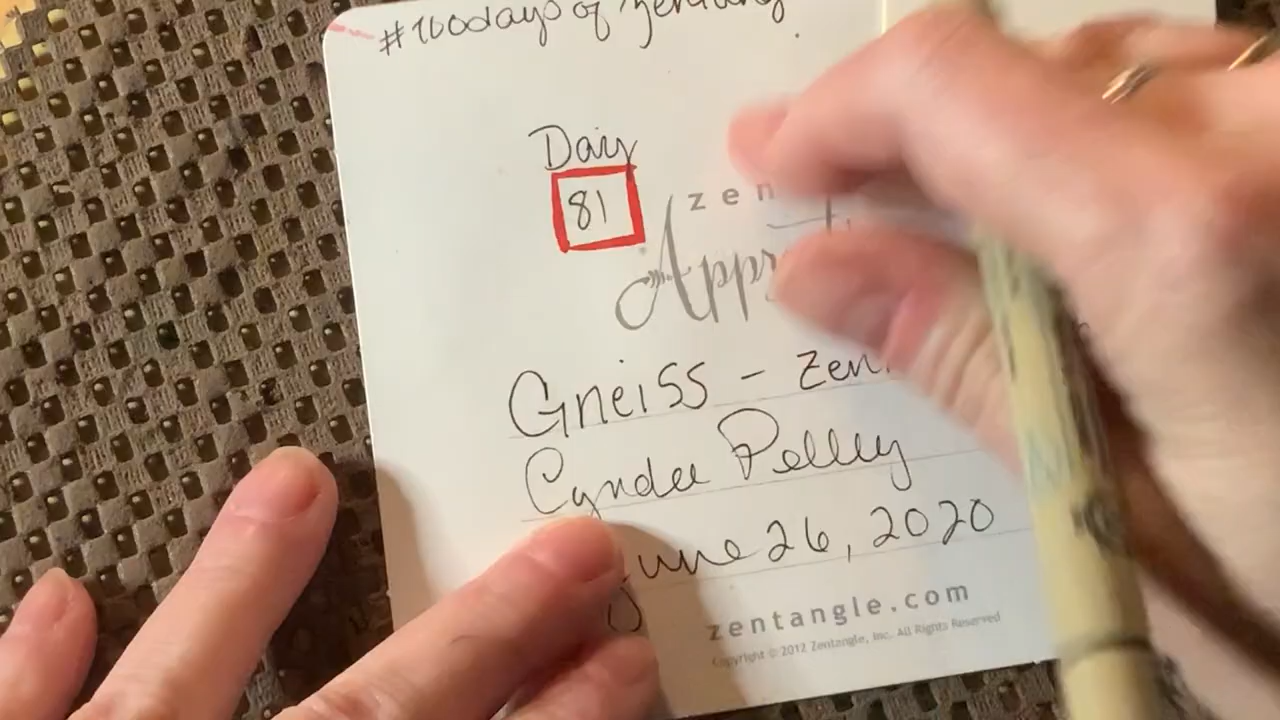 #100days of
Day
81
zen
Appr
Gneiss - Zen
Cyndee Pelley
June 26, 2020
zentangle.com
Copyright © 2012 Zentangle, Inc. All Rights Reserved